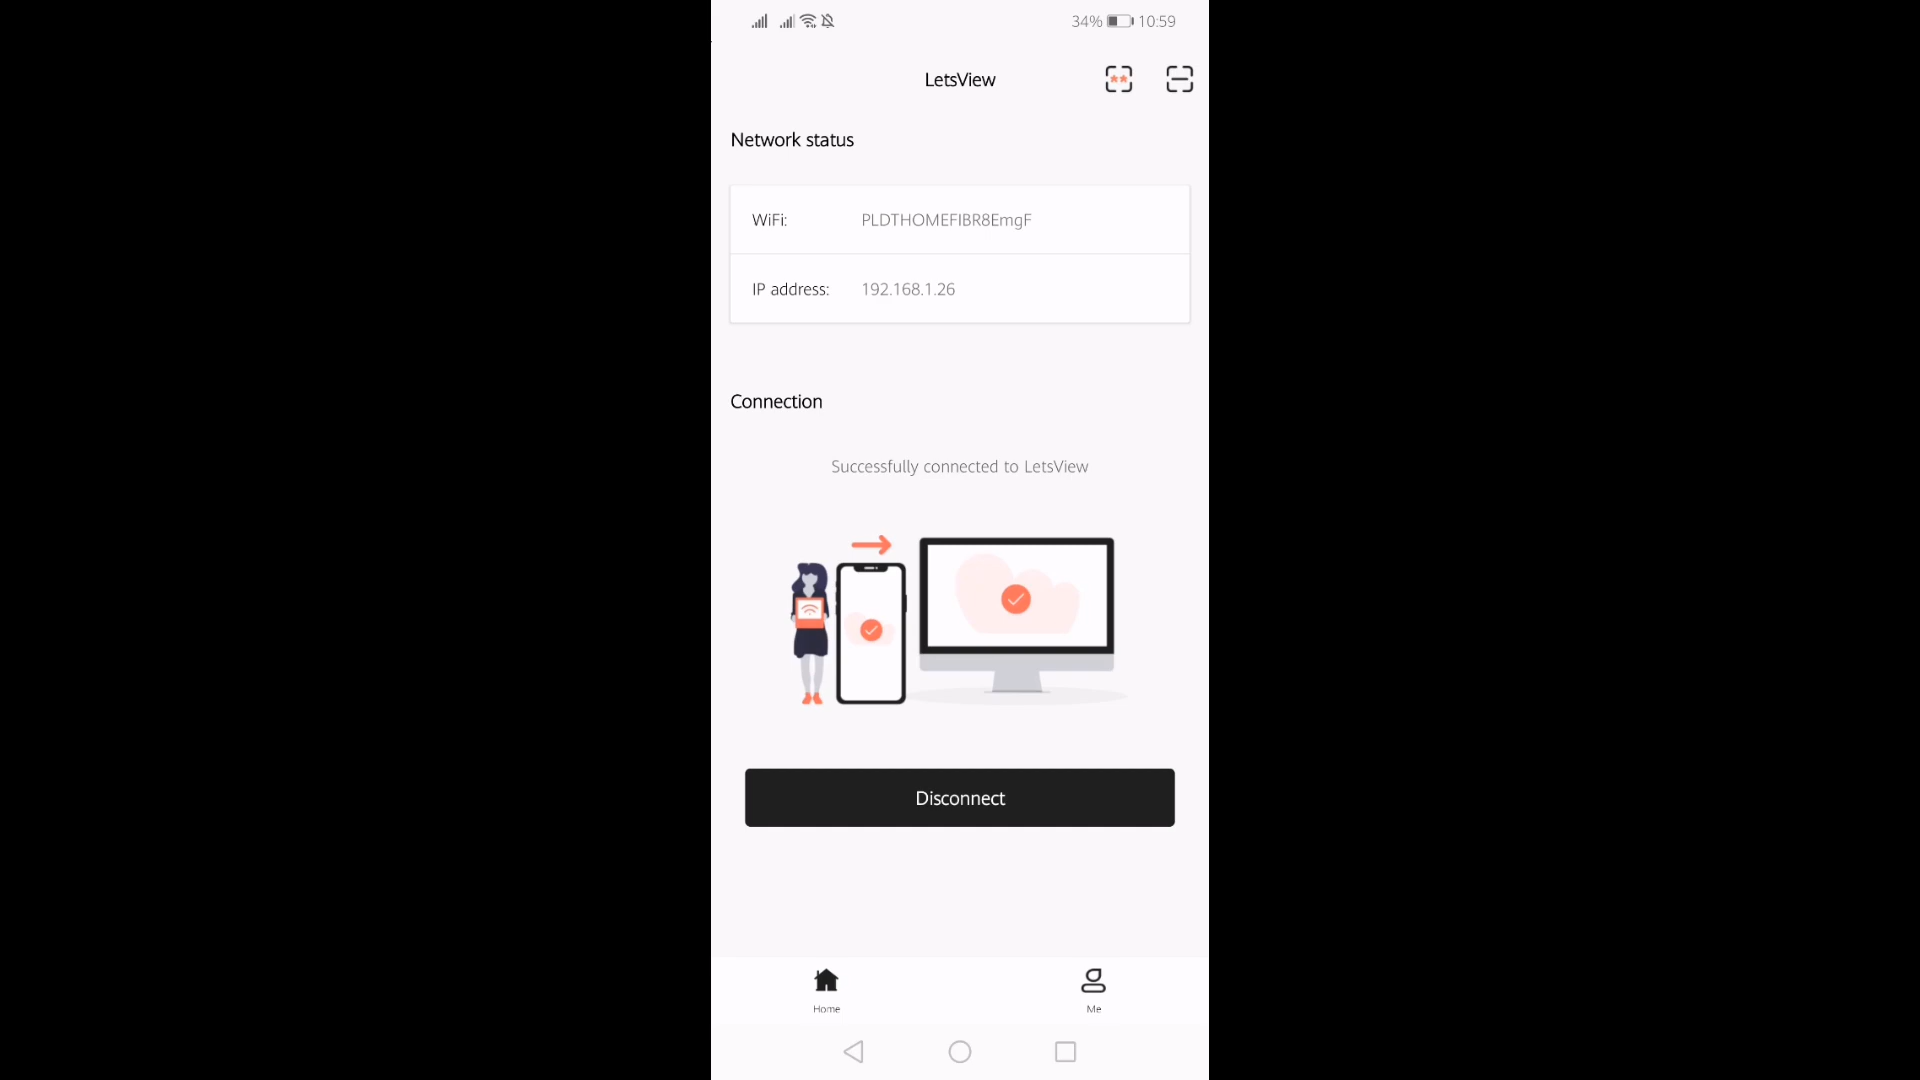 34% 10:59
LetsView
**
Network status
WiFi: PLDTHOMEFIBR8EmgF
IP address: 192.168.1.26
Connection
Successfully connected to LetsView
Disconnect
Home Me